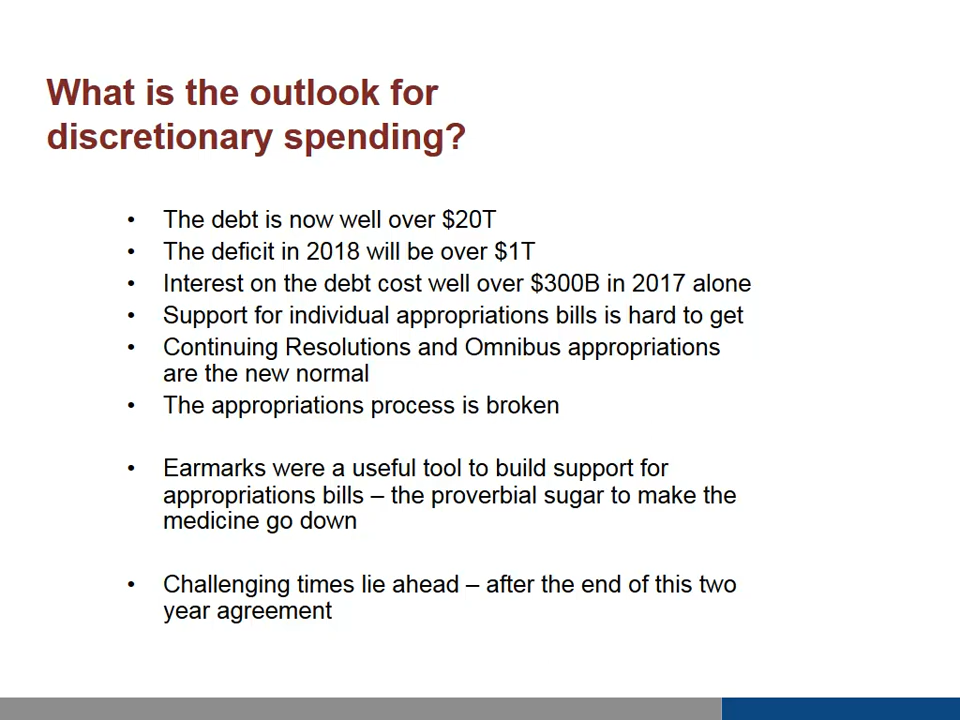 What is the outlook for
discretionary spending?
• The debt is now well over $20T
• The deficit in 2018 will be over $1T
• Interest on the debt cost well over $300B in 2017 alone
• Support for individual appropriations bills is hard to get
• Continuing Resolutions and Omnibus appropriations
are the new normal
• The appropriations process is broken
• Earmarks were a useful tool to build support for
appropriations bills – the proverbial sugar to make the
medicine go down
• Challenging times lie ahead – after the end of this two
year agreement